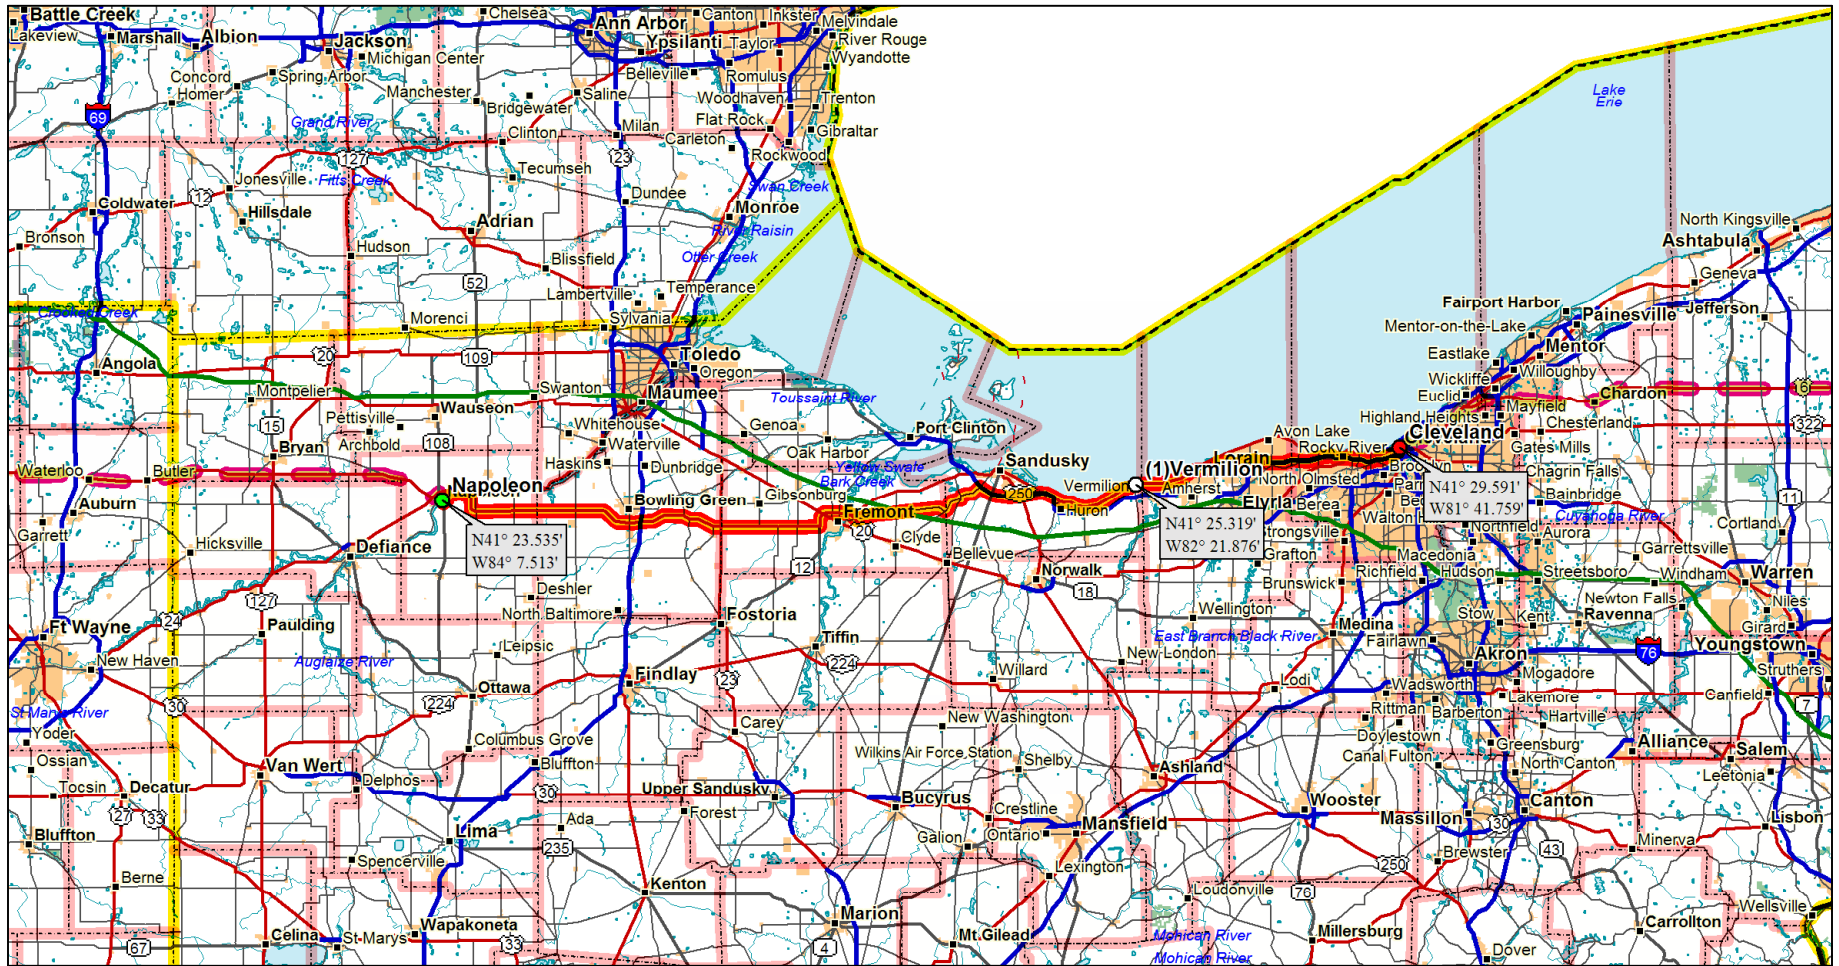 Battle Creek
Lakeview
Marshall
Albion
Jackson
Michigan Center
Chelsea
Ann Arbor
Ypsilanti
Canton
Inkster
Taylor
Melvindale
River Rouge
Wyandotte
Belleville
Romulus
Concord
Homer
Spring Arbor
Manchester
Bridgewater
Saline
Woodhaven
Trenton
Lake
Erie
69
Grand River
Clinton
Milan
Flat Rock
Carleton
Gibraltar
Rockwood
127
Fitts Creek
23
Jonesville
Tecumseh
Dundee
Swan Creek
12
Coldwater
Hillsdale
Adrian
Monroe
River Raisin
North Kingsville
Ashtabula
Bronson
Hudson
Blissfield
Otter Creek
52
Geneva
Lambertville
Temperance
Crooked Creek
Morenci
Sylvania
Fairport Harbor
Painesville
Jefferson
Mentor-on-the-Lake
20
109
Toledo
Oregon
Eastlake
Mentor
Angola
Willoughby
Wickliffe
Euclid
Montpelier
Swanton
Maumee
Toussaint River
6
Chardon
Mayfield
Highland Heights
Chesterland
322
Wauseon
Pettisville
15
Archbold
108
Whitehouse
Waterville
Genoa
Port Clinton
Avon Lake
Rocky River
Cleveland
Gates Mills
Bryan
Oak Harbor
Haskins
Dunbridge
Yellow Swale
Bark Creek
Sandusky
Lorain
(1)Vermilion
Vermilion
Chagrin Falls
Waterloo
Butler
Napoleon
Auburn
Bowling Green
Gibsonburg
250
Amherst
North Olmsted
N41° 29.591'
W81° 41.759'
Bainbridge
11
Fremont
Huron
Elyria
Berea
Cuyahoga River
Garrett
N41° 23.535'
W84° 7.513'
20
N41° 25.319'
W82° 21.876'
Strongsville
Northfield
Aurora
Cortland
Hicksville
Defiance
Clyde
Bellevue
Grafton
Macedonia
Garrettsville
12
Norwalk
18
Brunswick
Richfield
Hudson
Streetsboro
Windham
Warren
Deshler
127
North Baltimore
Newton Falls
Niles
24
Paulding
Fostoria
Wellington
Stow
Kent
Ravenna
Ft Wayne
Medina
Girard
Tiffin
East Branch Black River
Fairlawn
76
Youngstown
Leipsic
224
New London
Akron
New Haven
Auglaize River
Findlay
23
Willard
Lodi
Mogadore
Struthers
Ottawa
Wadsworth
Lakemore
Canfield
St Marys River
30
224
Carey
New Washington
Rittman
Barberton
Hartville
7
Yoder
Columbus Grove
Doylestown
Greensburg
Alliance
Salem
Ossian
Van Wert
Bluffton
Wilkins Air Force Station
Shelby
Ashland
Canal Fulton
North Canton
Leetonia
Tocsin
Decatur
Delphos
30
Upper Sandusky
Bucyrus
Crestline
Wooster
Canton
27
33
Forest
Ada
Mansfield
Massillon
30
Lisbon
Bluffton
Lima
235
Galion
Ontario
Minerva
Spencerville
Lexington
250
Brewster
43
Berne
Kenton
Loudonville
76
Marion
Wellsville
Wapakoneta
Carrollton
Celina
St Marys
33
67
4
Mt Gilead
Mohican River
Mohican River
Millersburg
Dover